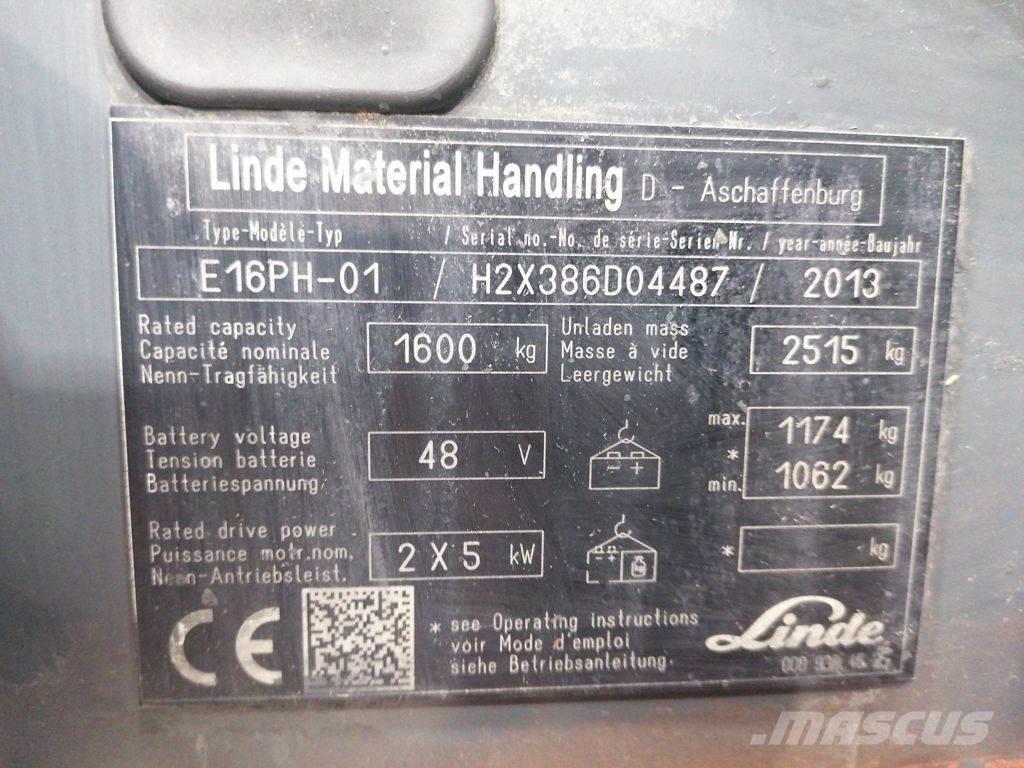 Linde Material Handling D - Aschaffenburg
Type-Modèlè-Typ / Serial no.-No. de série-Serien Nr. / year-année-Baujahr
E16PH-01 / H2X386D04487 / 2013
Rated capacity
Capacité nominale
Nenn-Tragfähigkeit
1600 kg
Unladen mass
Masse à vide
Leergewicht
2515 kg
Battery voltage
Tension batterie
Batteriespannung
48 V
- +
max. 1174 kg
*
min. 1062 kg
Rated drive power
Puissance motr.nom.
Nenn-Antriebsleist.
2 X 5 kW
- +
kg
* kg
CE
* see Operating instructions
voir Mode d'emploi
siehe Betriebsanleitung.
Linde
MASCUS